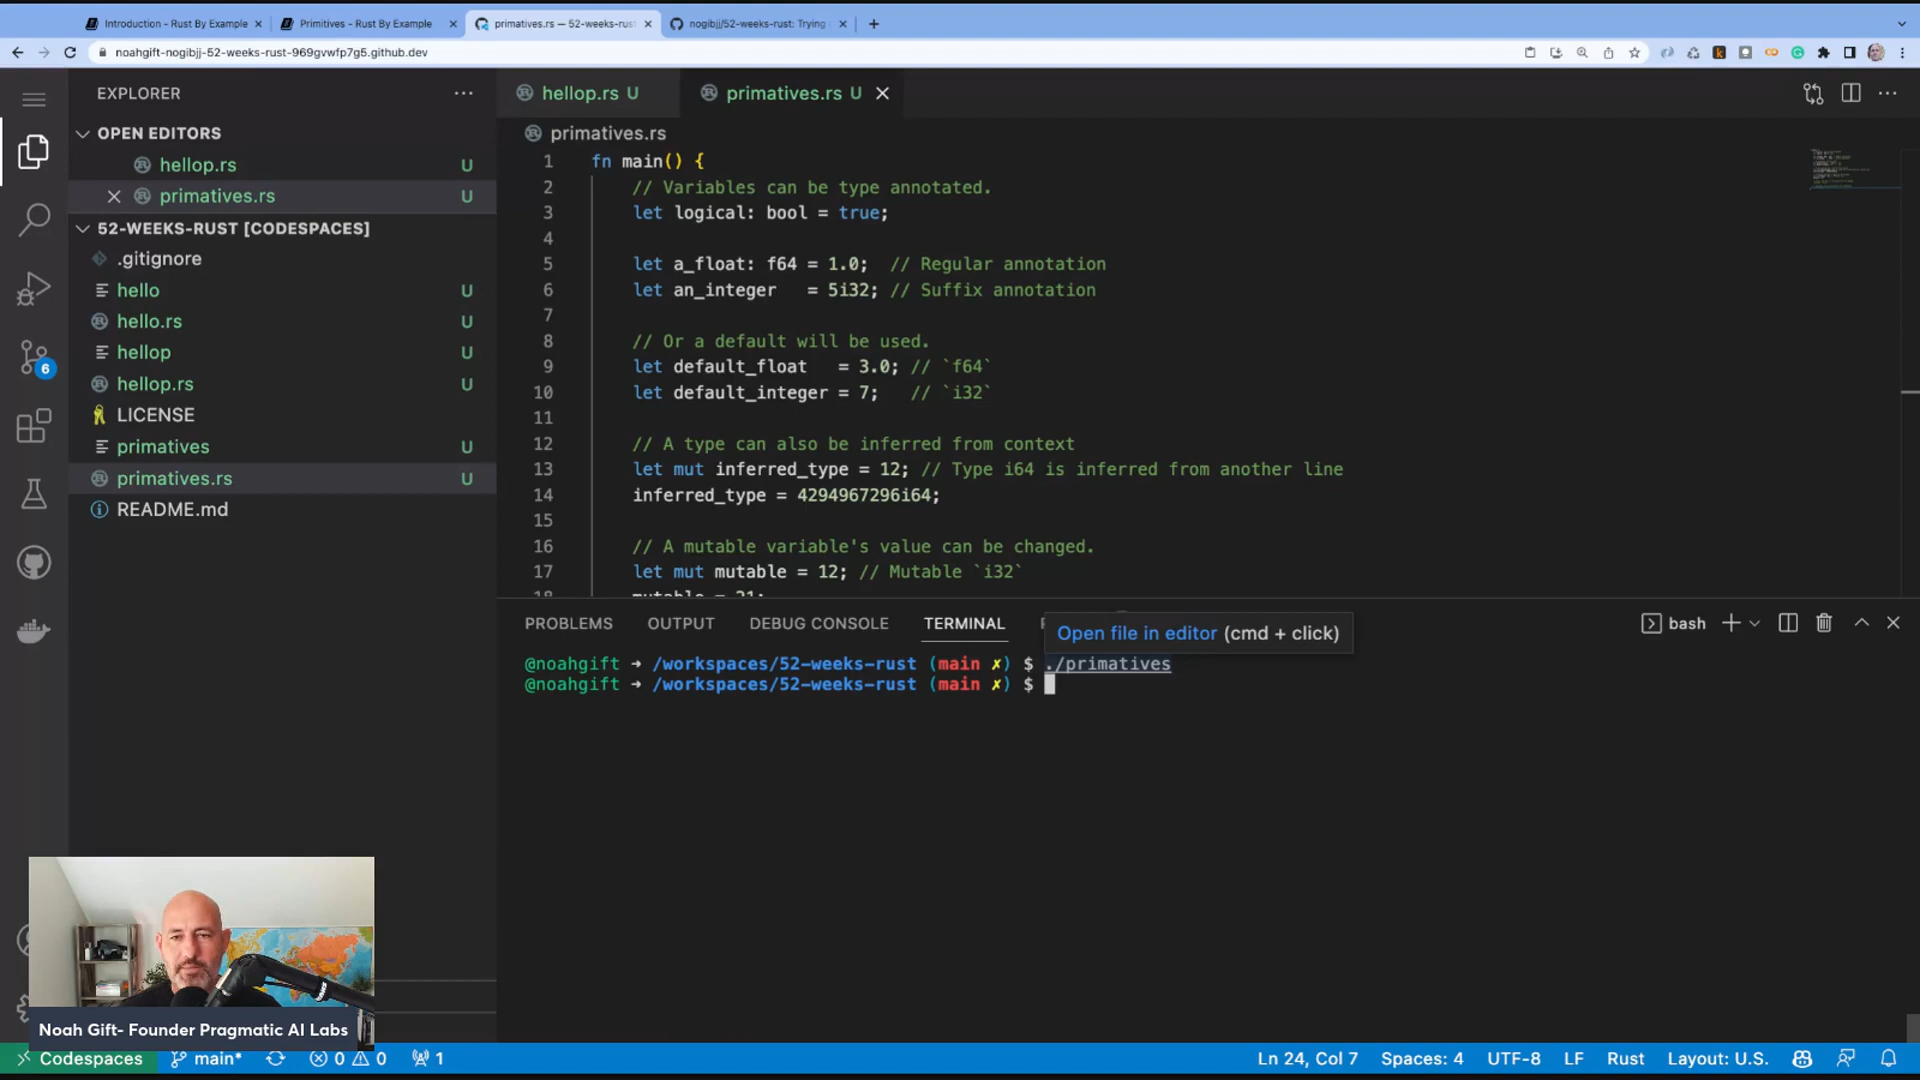 Introduction - Rust By Example
Primitives - Rust By Example
primatives.rs — 52-weeks-rust
nogibjj/52-weeks-rust: Trying
noahgift-nogibjj-52-weeks-rust-969gvwfp7g5.github.dev
EXPLORER
OPEN EDITORS
hellop.rs U
primatives.rs U
52-WEEKS-RUST [CODESPACES]
.gitignore
hello U
hello.rs U
hellop U
hellop.rs U
LICENSE
primatives U
primatives.rs U
README.md
6
hellop.rs U
primatives.rs U
primatives.rs
1 fn main() {
2 // Variables can be type annotated.
3 let logical: bool = true;
4
5 let a_float: f64 = 1.0; // Regular annotation
6 let an_integer = 5i32; // Suffix annotation
7
8 // Or a default will be used.
9 let default_float = 3.0; // `f64`
10 let default_integer = 7; // `i32`
11
12 // A type can also be inferred from context
13 let mut inferred_type = 12; // Type i64 is inferred from another line
14 inferred_type = 4294967296i64;
15
16 // A mutable variable's value can be changed.
17 let mut mutable = 12; // Mutable `i32`
18 mutable = 21;
PROBLEMS OUTPUT DEBUG CONSOLE TERMINAL
Open file in editor (cmd + click)
bash
@noahgift ➜ /workspaces/52-weeks-rust (main ✗) $ ./primatives
@noahgift ➜ /workspaces/52-weeks-rust (main ✗) $
Noah Gift- Founder Pragmatic AI Labs
Codespaces main* 0 0 1
Ln 24, Col 7 Spaces: 4 UTF-8 LF Rust Layout: U.S.